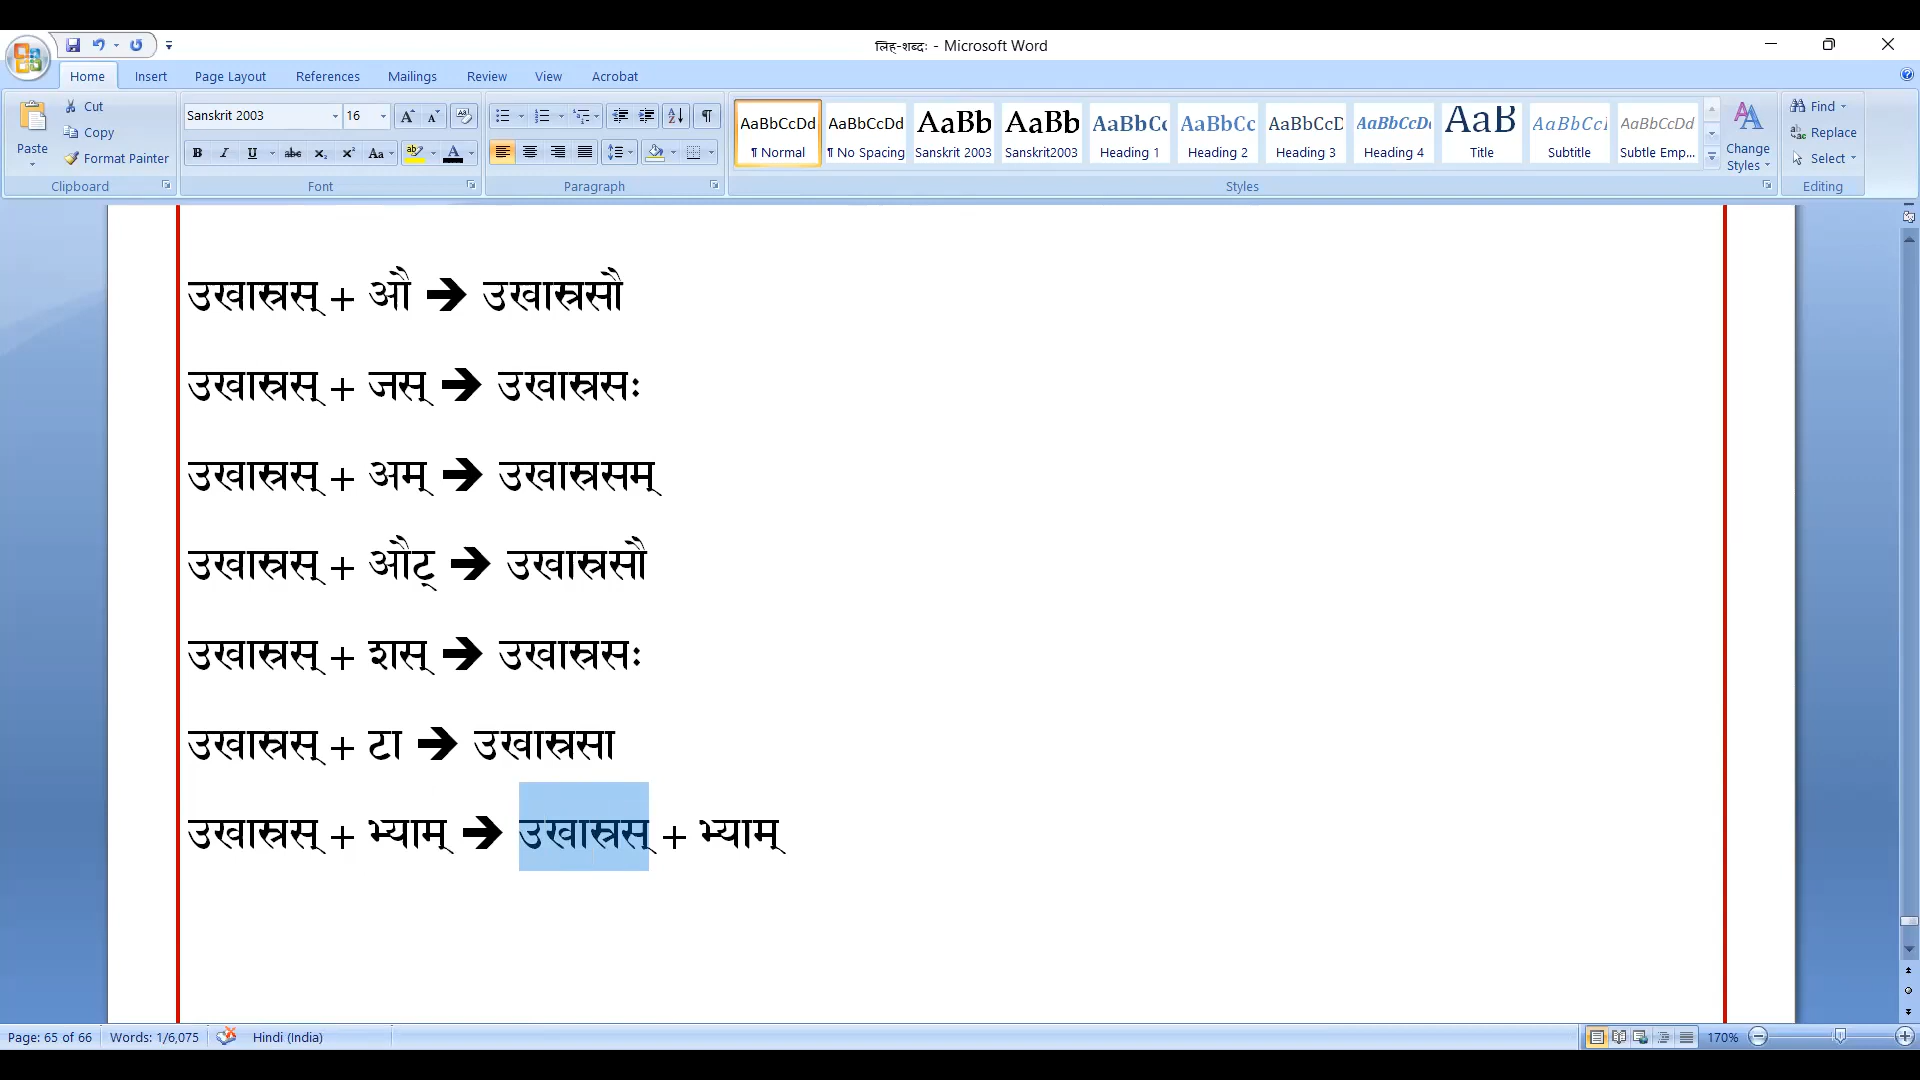 लिह्-शब्दः - Microsoft Word
Home Insert Page Layout References Mailings Review View Acrobat
Paste Cut Copy Format Painter
Clipboard
Sanskrit 2003 16
Font
Paragraph
AaBbCcDd AaBbCcDd AaBb AaBb AaBbCc AaBbCc AaBbCcD AaBbCcD AaB AaBbCcI AaBbCcDd
¶ Normal ¶ No Spacing Sanskrit 2003 Sanskrit2003 Heading 1 Heading 2 Heading 3 Heading 4 Title Subtitle Subtle Emp...
Change Styles
Styles
Find
Replace
Select
Editing
उखास्रस् + औ ➔ उखास्रसौ
उखास्रस् + जस् ➔ उखास्रसः
उखास्रस् + अम् ➔ उखास्रसम्
उखास्रस् + औट् ➔ उखास्रसौ
उखास्रस् + शस् ➔ उखास्रसः
उखास्रस् + टा ➔ उखास्रसा
उखास्रस् + भ्याम् ➔ उखास्रस् + भ्याम्
Page: 65 of 66 Words: 1/6,075 Hindi (India) 170%